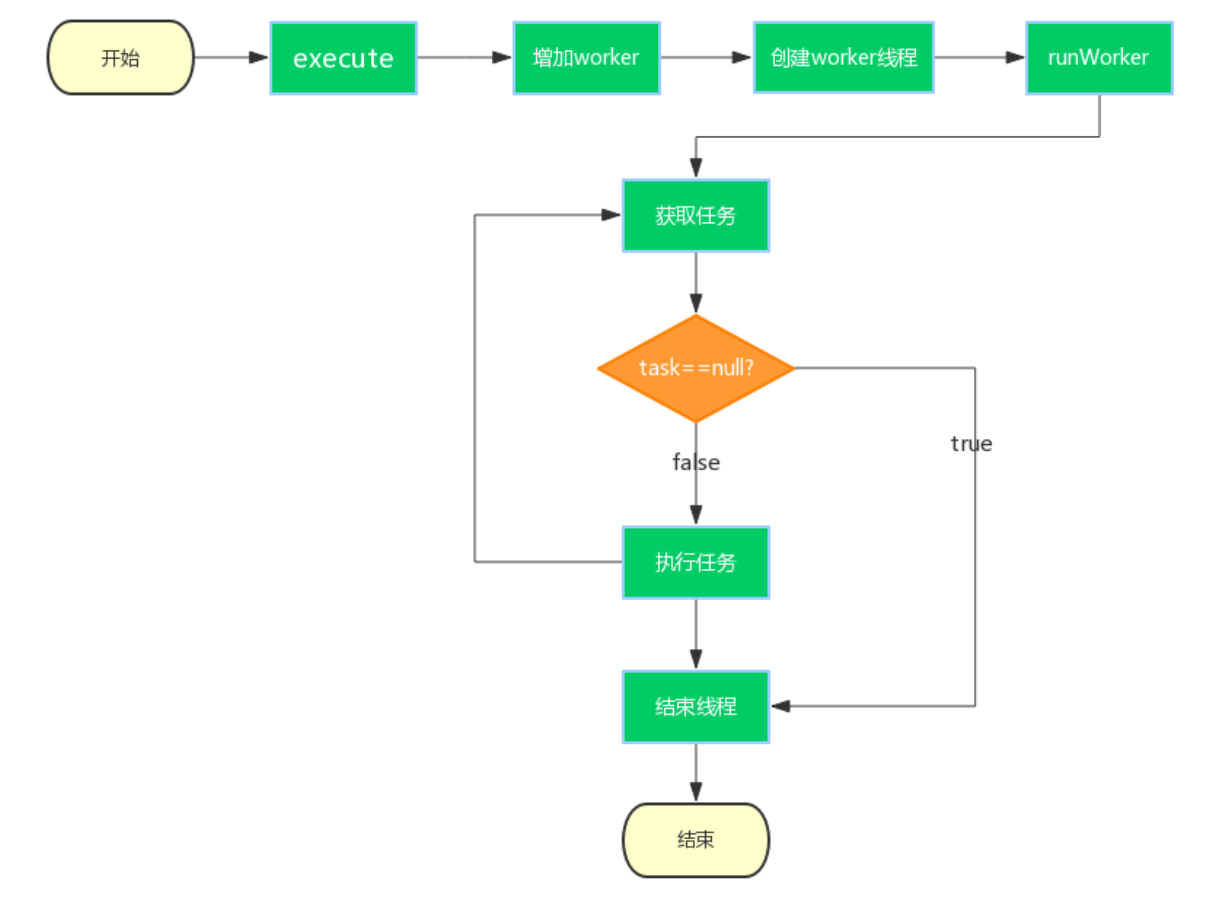 开始
execute
增加worker
创建worker线程
runWorker
获取任务
task==null?
true
false
执行任务
结束线程
结束